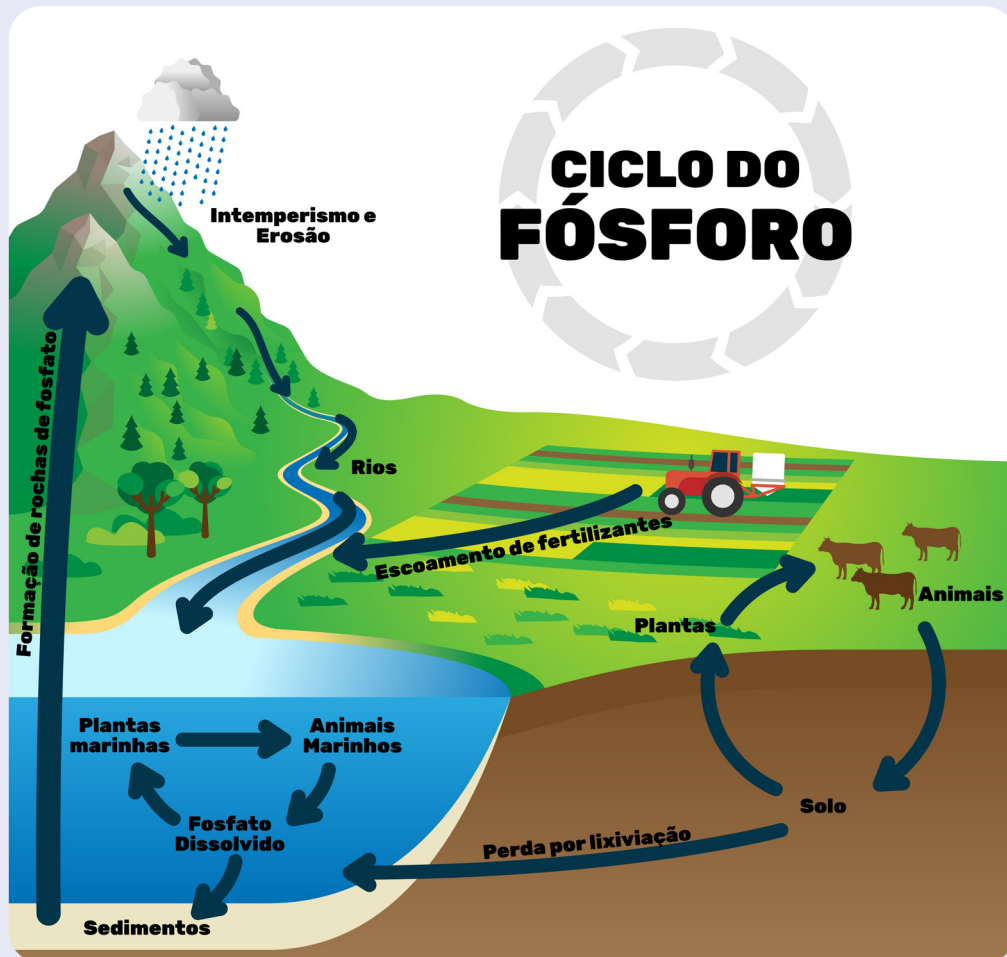 CICLO DO
FÓSFORO
Intemperismo e
Erosão
Formação de rochas de fosfato
Rios
Escoamento de fertilizantes
Animais
Plantas
Plantas
marinhas
Animais
Marinhos
Fosfato
Dissolvido
Solo
Perda por lixiviação
Sedimentos